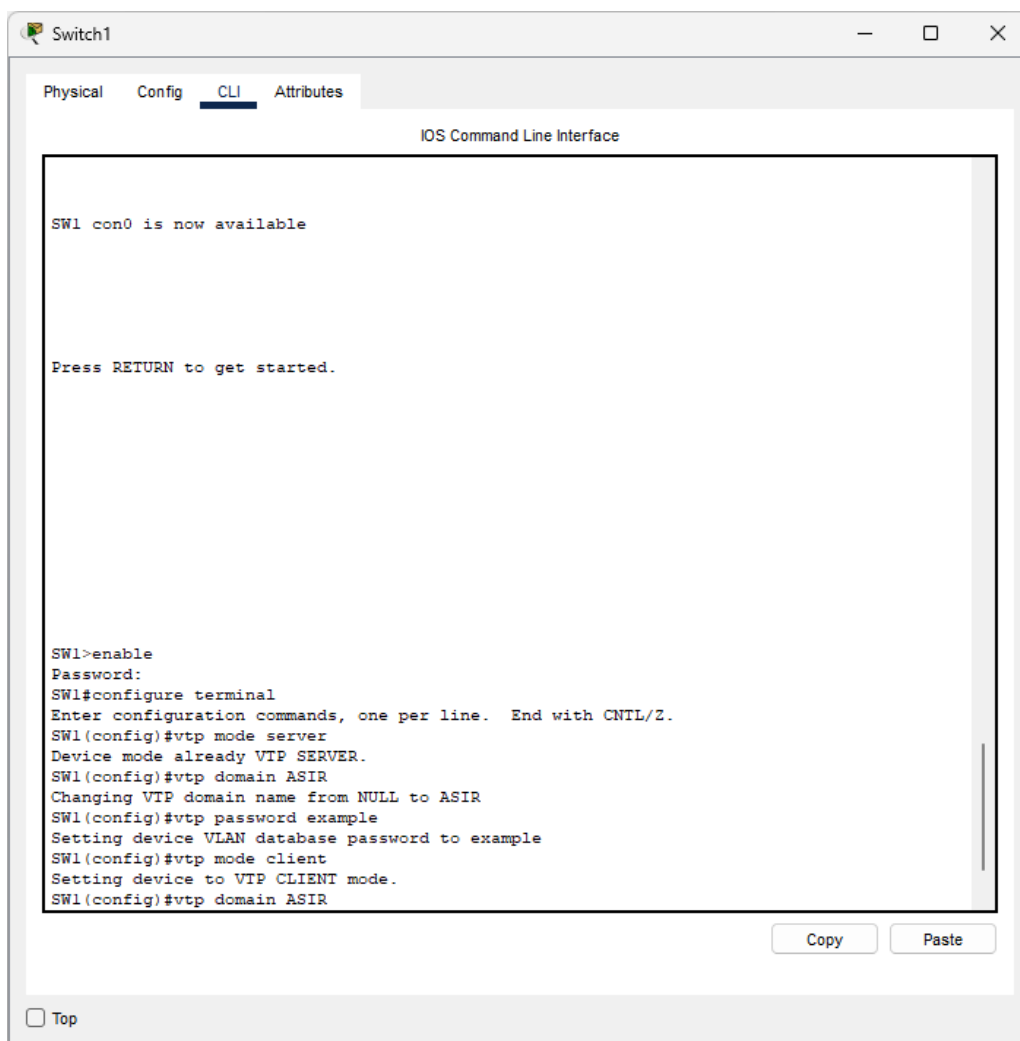 Switch1
Physical Config CLI Attributes
IOS Command Line Interface
SW1 con0 is now available
Press RETURN to get started.
SW1>enable
Password:
SW1#configure terminal
Enter configuration commands, one per line.  End with CNTL/Z.
SW1(config)#vtp mode server
Device mode already VTP SERVER.
SW1(config)#vtp domain ASIR
Changing VTP domain name from NULL to ASIR
SW1(config)#vtp password example
Setting device VLAN database password to example
SW1(config)#vtp mode client
Setting device to VTP CLIENT mode.
SW1(config)#vtp domain ASIR
Copy Paste
Top